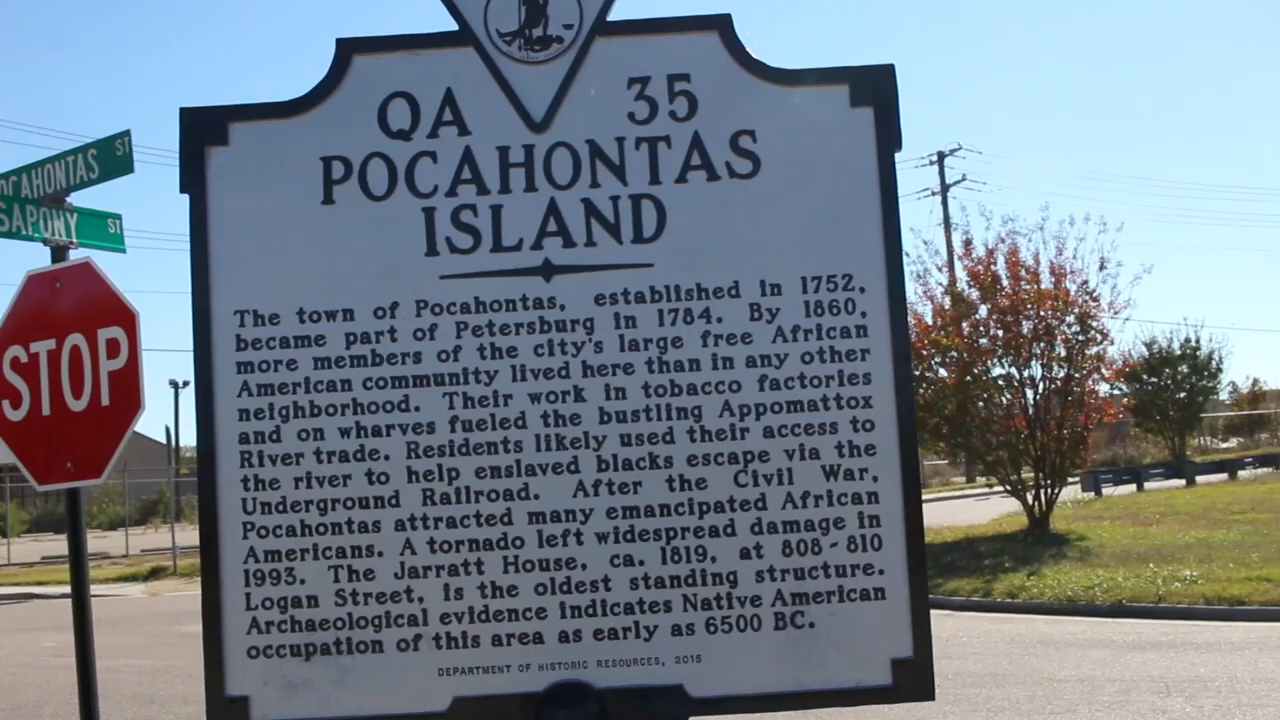 QA 35
POCAHONTAS
ISLAND
The town of Pocahontas, established in 1752,
became part of Petersburg in 1784. By 1860,
more members of the city's large free African
American community lived here than in any other
neighborhood. Their work in tobacco factories
and on wharves fueled the bustling Appomattox
River trade. Residents likely used their access to
the river to help enslaved blacks escape via the
Underground Railroad. After the Civil War,
Pocahontas attracted many emancipated African
Americans. A tornado left widespread damage in
1993. The Jarratt House, ca. 1819, at 808-810
Logan Street, is the oldest standing structure.
Archaeological evidence indicates Native American
occupation of this area as early as 6500 BC.
DEPARTMENT OF HISTORIC RESOURCES, 2015
OCAHONTAS ST
SAPONY ST
STOP